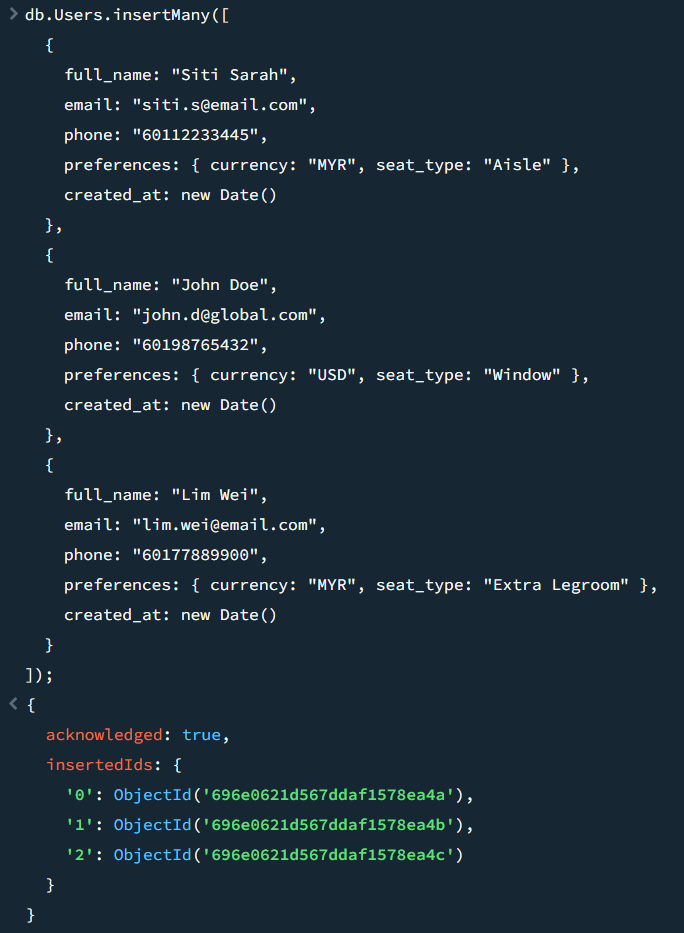 db.Users.insertMany([
{
full_name: "Siti Sarah",
email: "siti.s@email.com",
phone: "60112233445",
preferences: { currency: "MYR", seat_type: "Aisle" },
created_at: new Date()
},
{
full_name: "John Doe",
email: "john.d@global.com",
phone: "60198765432",
preferences: { currency: "USD", seat_type: "Window" },
created_at: new Date()
},
{
full_name: "Lim Wei",
email: "lim.wei@email.com",
phone: "60177889900",
preferences: { currency: "MYR", seat_type: "Extra Legroom" },
created_at: new Date()
}
]);
{
acknowledged: true,
insertedIds: {
'0': ObjectId('696e0621d567ddaf1578ea4a'),
'1': ObjectId('696e0621d567ddaf1578ea4b'),
'2': ObjectId('696e0621d567ddaf1578ea4c')
}
}